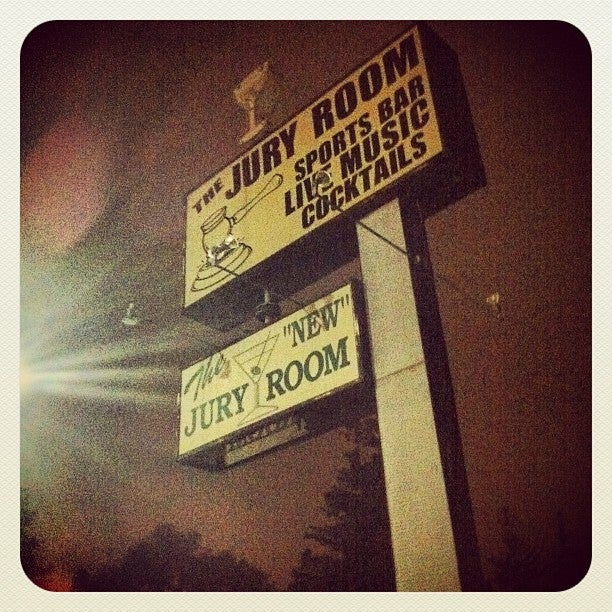 THE JURY ROOM
SPORTS BAR
LIVE MUSIC
COCKTAILS
The "NEW"
JURY ROOM